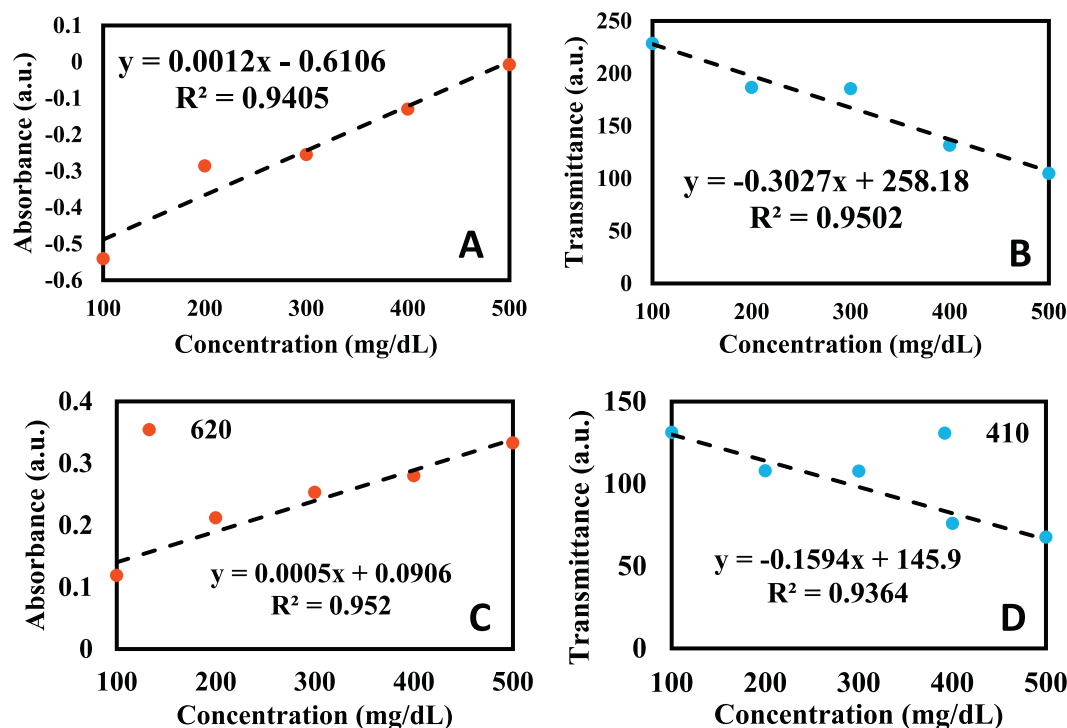 0.1
0
-0.1
-0.2
-0.3
-0.4
-0.5
-0.6
Absorbance (a.u.)
y = 0.0012x - 0.6106
R² = 0.9405
A
100 200 300 400 500
Concentration (mg/dL)
250
200
150
100
50
0
Transmittance (a.u.)
y = -0.3027x + 258.18
R² = 0.9502
B
100 200 300 400 500
Concentration (mg/dL)
0.4
0.3
0.2
0.1
0
Absorbance (a.u.)
620
y = 0.0005x + 0.0906
R² = 0.952
C
100 200 300 400 500
Concentration (mg/dL)
150
100
50
0
Transmittance (a.u.)
410
y = -0.1594x + 145.9
R² = 0.9364
D
100 200 300 400 500
Concentration (mg/dL)